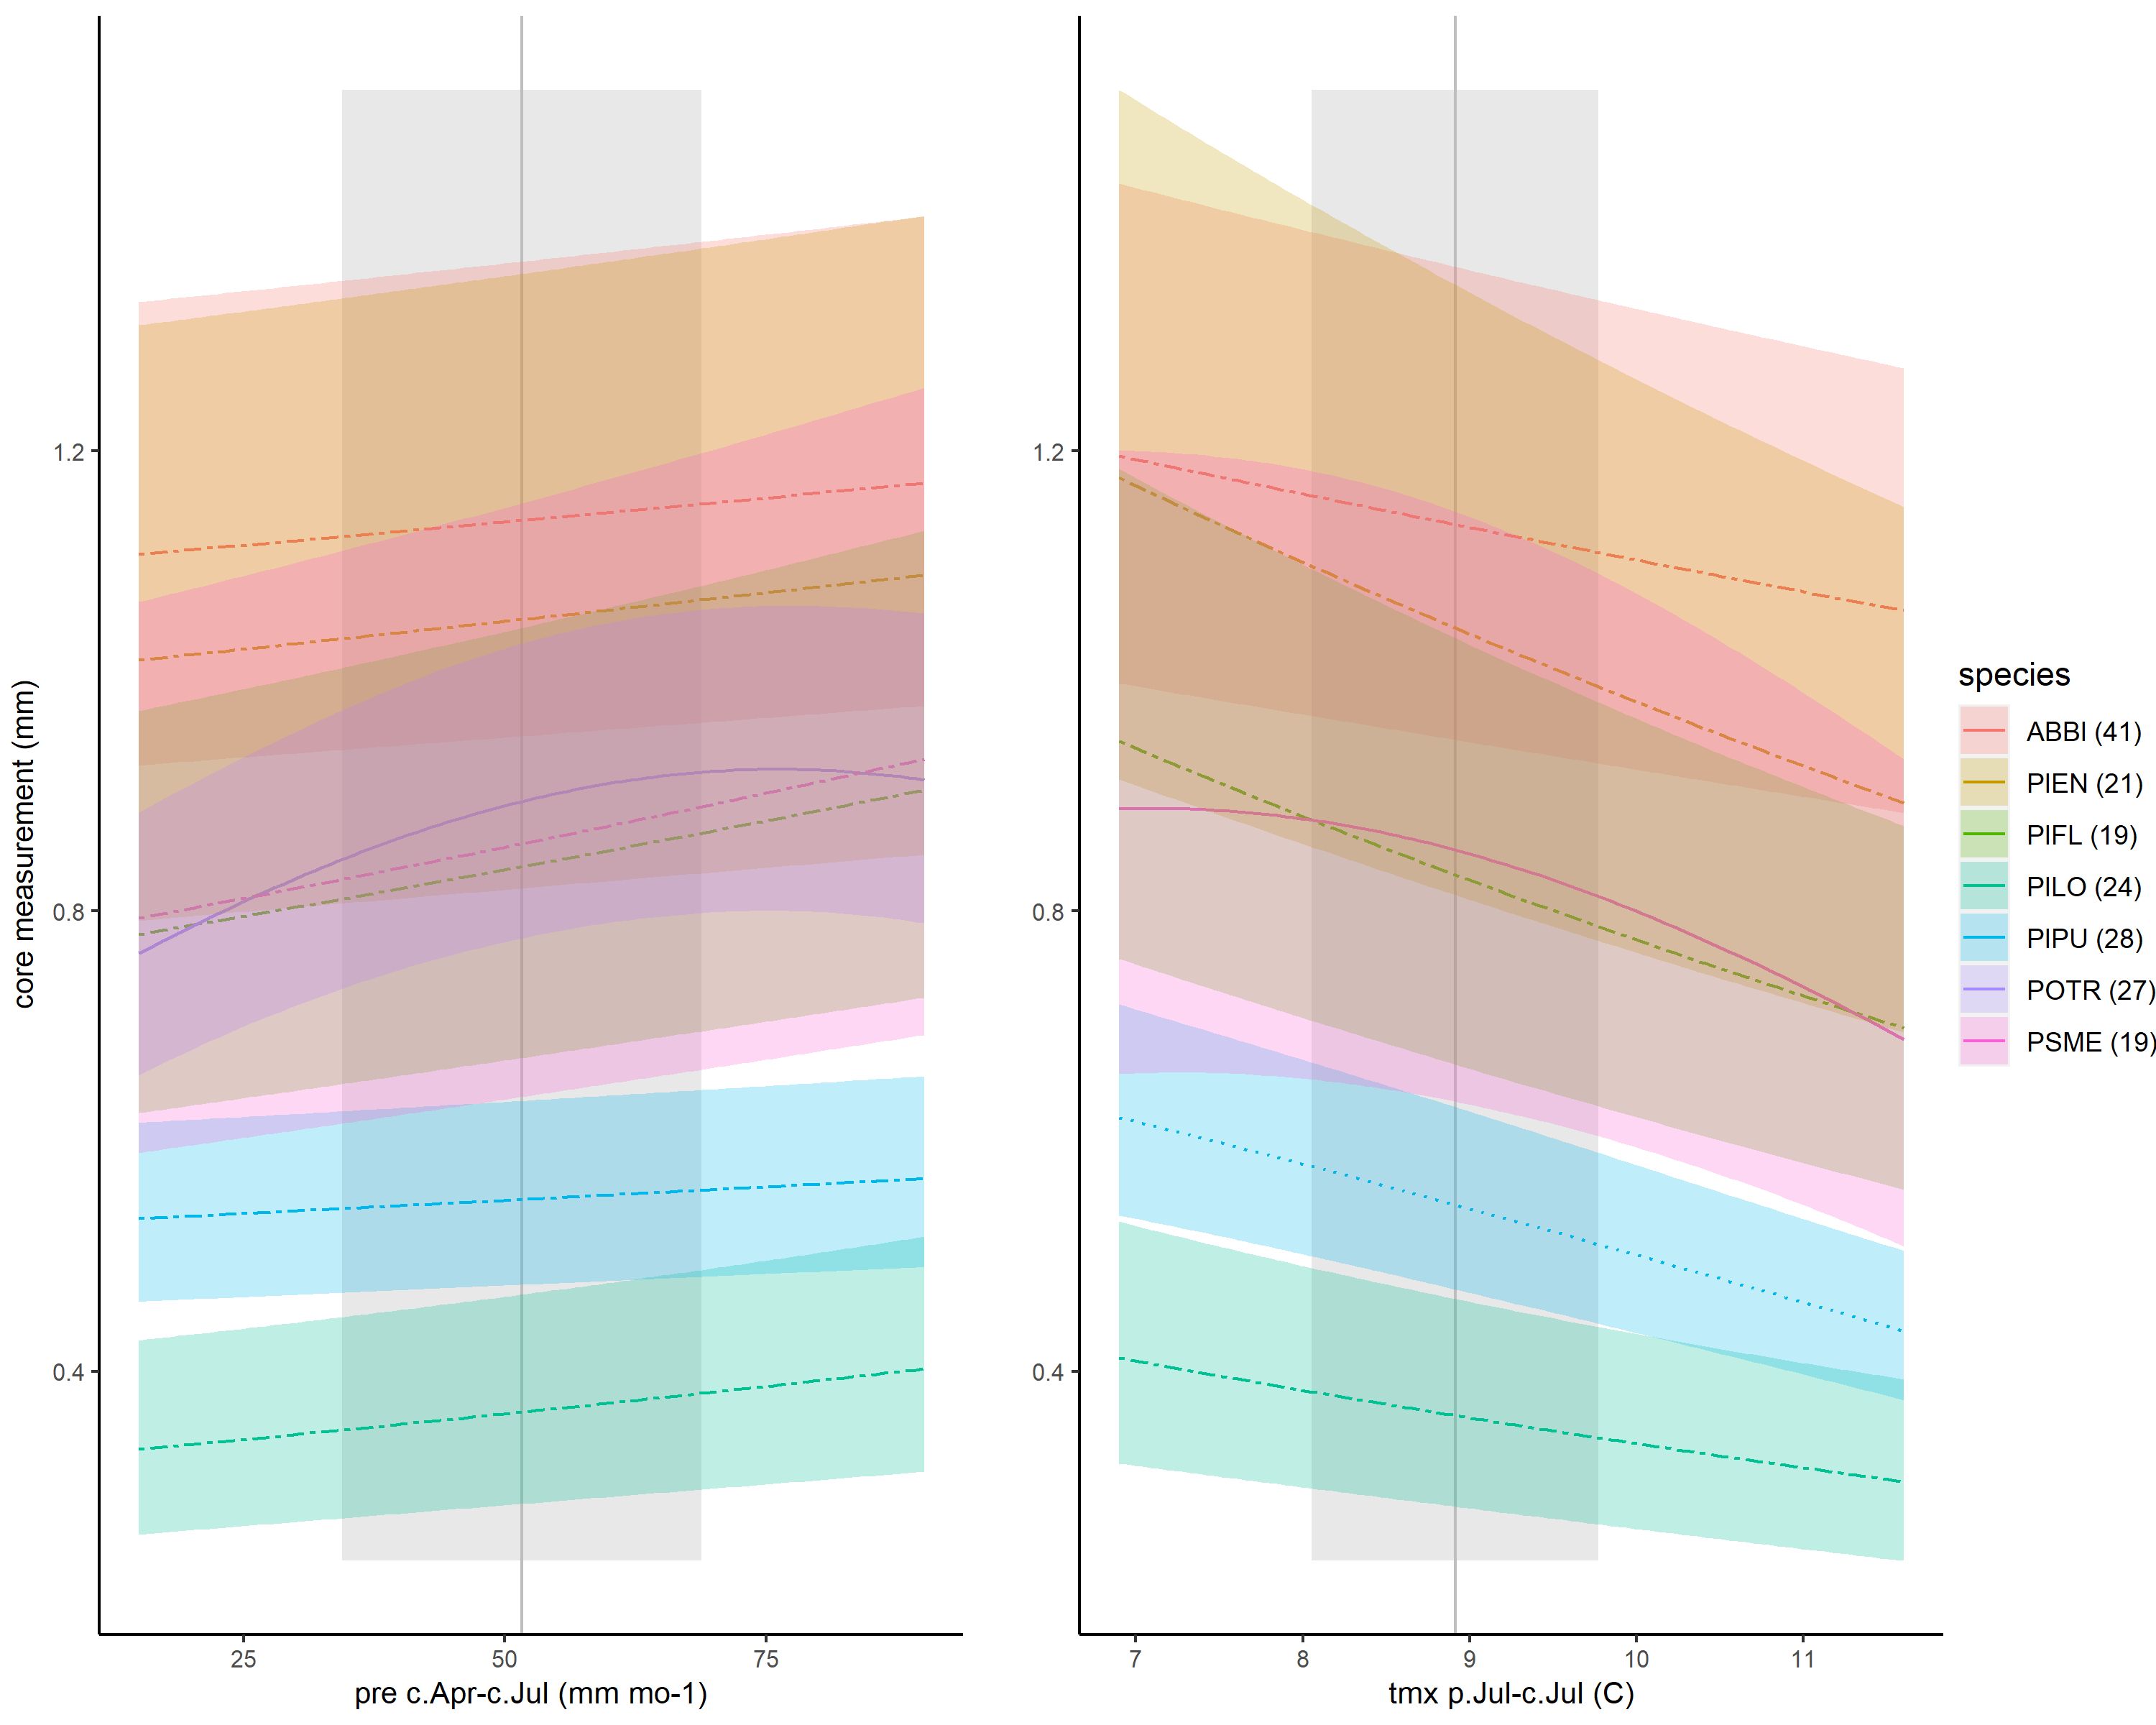 core measurement (mm)
1.2
0.8
0.4
25
50
75
pre c.Apr-c.Jul (mm mo-1)
1.2
0.8
0.4
7
8
9
10
11
tmx p.Jul-c.Jul (C)
species
ABBI (41)
PIEN (21)
PIFL (19)
PILO (24)
PIPU (28)
POTR (27)
PSME (19)